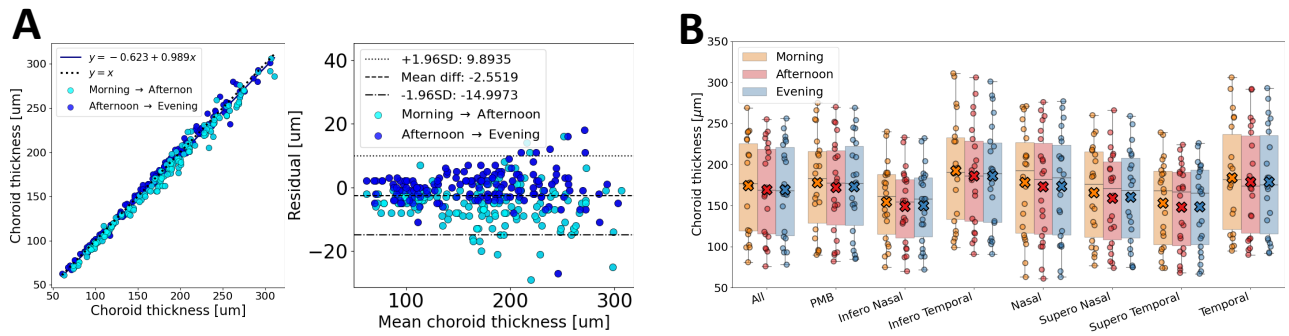 A
y = −0.623 + 0.989x
y = x
Morning → Afternon
Afternoon → Evening
Choroid thickness [um]
300
250
200
150
100
50
50 100 150 200 250 300
Choroid thickness [um]
+1.96SD: 9.8935
Mean diff: -2.5519
-1.96SD: -14.9973
Morning → Afternoon
Afternoon → Evening
Residual [um]
40
20
0
−20
100 200 300
Mean choroid thickness [um]
B
Morning
Afternoon
Evening
Choroid thickness [μm]
350
300
250
200
150
100
50
All PMB Infero Nasal Infero Temporal Nasal Supero Nasal Supero Temporal Temporal